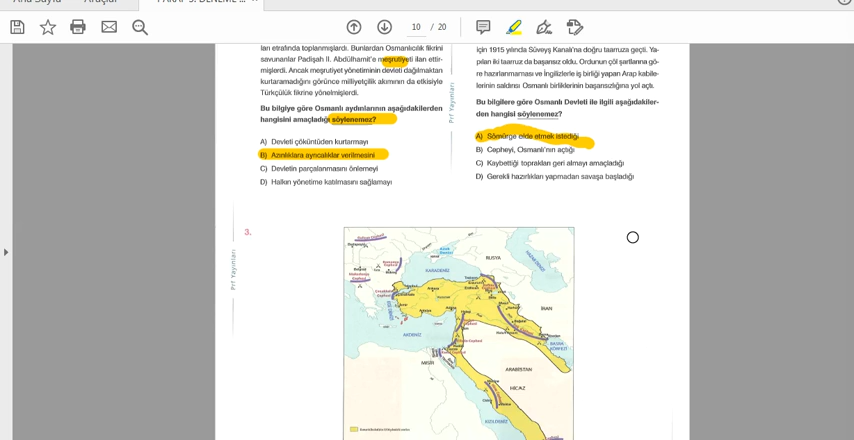 Ana Sayfa Araçlar PARAF 5. DENEME ...
10 / 20
lan etrafında toplanmışlardı. Bunlardan Osmanlıcılık fikrini
savunanlar Padişah II. Abdülhamit'e meşrutiyeti ilan ettir-
mişlerdi. Ancak meşrutiyet yönetiminin devleti dağılmaktan
kurtaramadığını görünce milliyetçilik akımının da etkisiyle
Türkçülük fikrine yönelmişlerdi.
Bu bilgiye göre Osmanlı aydınlarının aşağıdakilerden
hangisini amaçladığı söylenemez?
A) Devleti çöküntüden kurtarmayı
B) Azınlıklara ayrıcalıklar verilmesini
C) Devletin parçalanmasını önlemeyi
D) Halkın yönetime katılmasını sağlamayı
Prf Yayınları
için 1915 yılında Süveyş Kanalı'na doğru taarruza geçti. Ya-
pılan iki taarruz da başarısız oldu. Ordunun çöl şartlarına gö-
re hazırlanmaması ve İngilizlerle iş birliği yapan Arap kabile-
lerinin saldırısı Osmanlı birliklerinin başarısızlığına yol açtı.
Bu bilgilere göre Osmanlı Devleti ile ilgili aşağıdakiler-
den hangisi söylenemez?
A) Sömürge elde etmek istediği
B) Cepheyi, Osmanlı'nın açtığı
C) Kaybettiği toprakları geri almayı amaçladığı
D) Gerekli hazırlıkları yapmadan savaşa başladığı
Prf Yayınları
3.
RUSYA
KARADENİZ
İRAN
AKDENİZ
BASRA
KÖRFEZİ
MISIR
ARABİSTAN
HİCAZ
KIZILDENİZ